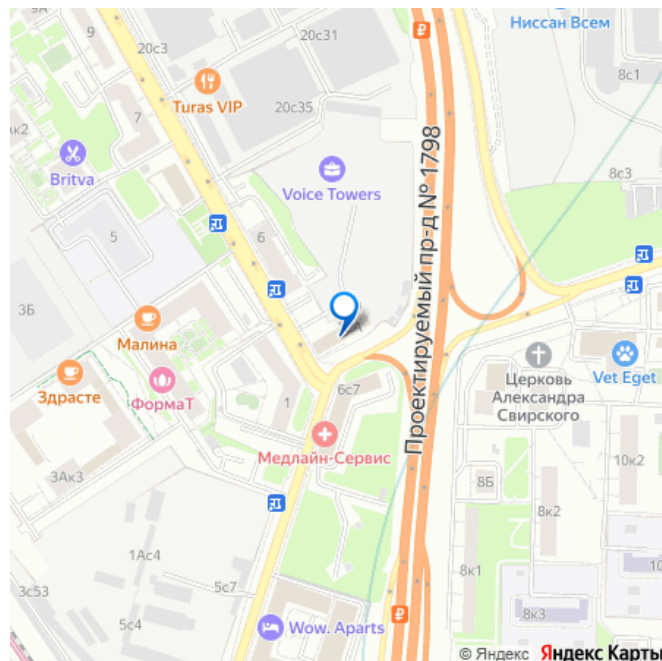 9А
9
20с3
20с31
Ниссан Всем
8с1
Turas VIP
20с35
7
Ак2
Britva
Voice Towers
8с3
Проектируемый пр-д № 1798
5
6
3Б
Малина
Здрасте
ФормаТ
1
6с7
Церковь
Александра
Свирского
Vet Eget
Медлайн-Сервис
10к2
3Ак3
8Б
8к2
1Ас4
5с7
10
3с53
5с4
8к1
8к3
Wow. Aparts
© Яндекс Яндекс Карты